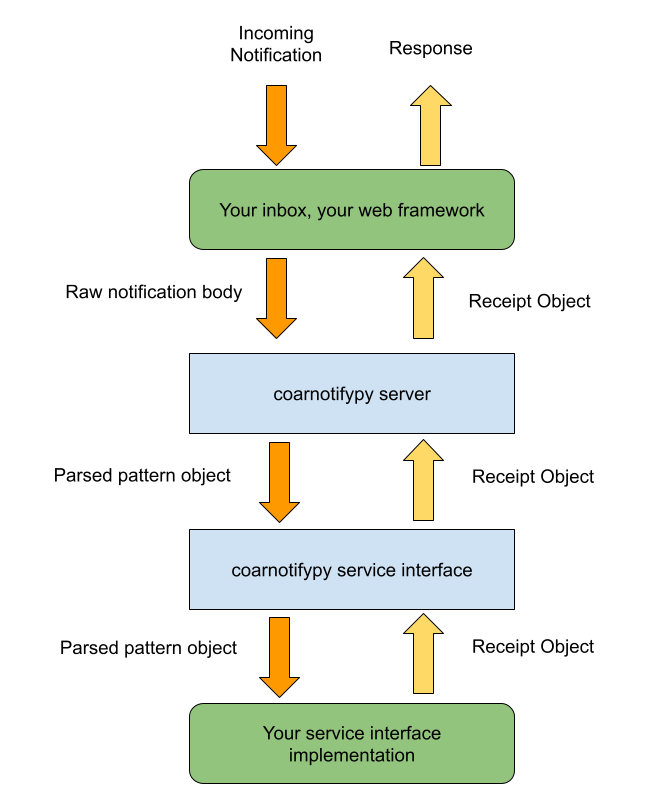 Incoming
Notification
Response
Your inbox, your web framework
Raw notification body
Receipt Object
coarnotifypy server
Parsed pattern object
Receipt Object
coarnotifypy service interface
Parsed pattern object
Receipt Object
Your service interface
implementation